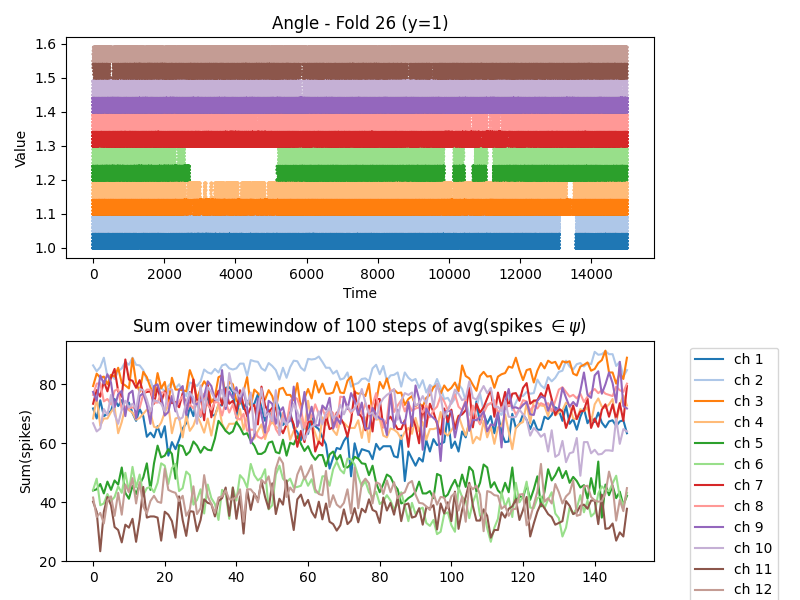 Angle - Fold 26 (y=1)
Value
1.6
1.5
1.4
1.3
1.2
1.1
1.0
0 2000 4000 6000 8000 10000 12000 14000
Time
Sum over timewindow of 100 steps of avg(spikes ∈ ψ)
Sum(spikes)
80
60
40
20
0 20 40 60 80 100 120 140
ch 1
ch 2
ch 3
ch 4
ch 5
ch 6
ch 7
ch 8
ch 9
ch 10
ch 11
ch 12